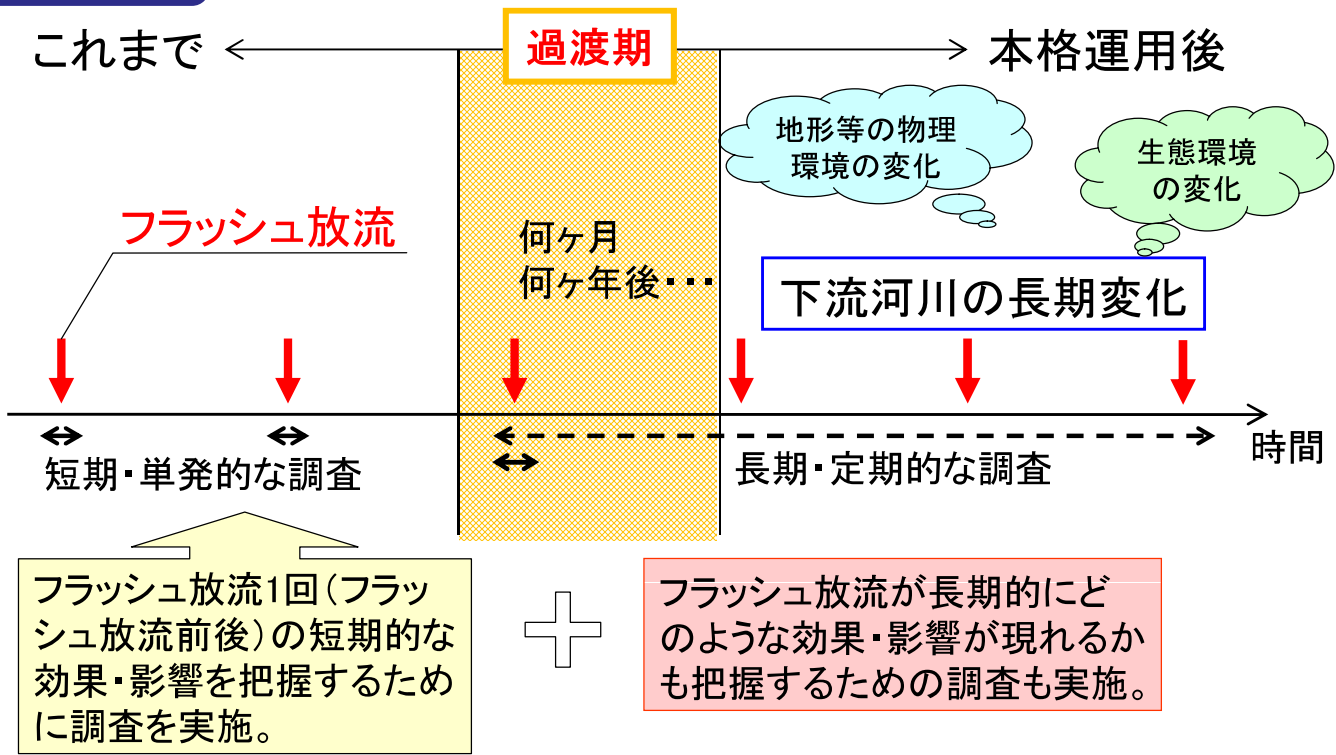 これまで
過渡期
本格運用後
地形等の物理
環境の変化
生態環境
の変化
フラッシュ放流
何ヶ月
何ヶ年後・・・
下流河川の長期変化
時間
短期・単発的な調査
長期・定期的な調査
フラッシュ放流1回(フラッ
シュ放流前後)の短期的な
効果・影響を把握するため
に調査を実施。
フラッシュ放流が長期的にど
のような効果・影響が現れるか
も把握するための調査も実施。